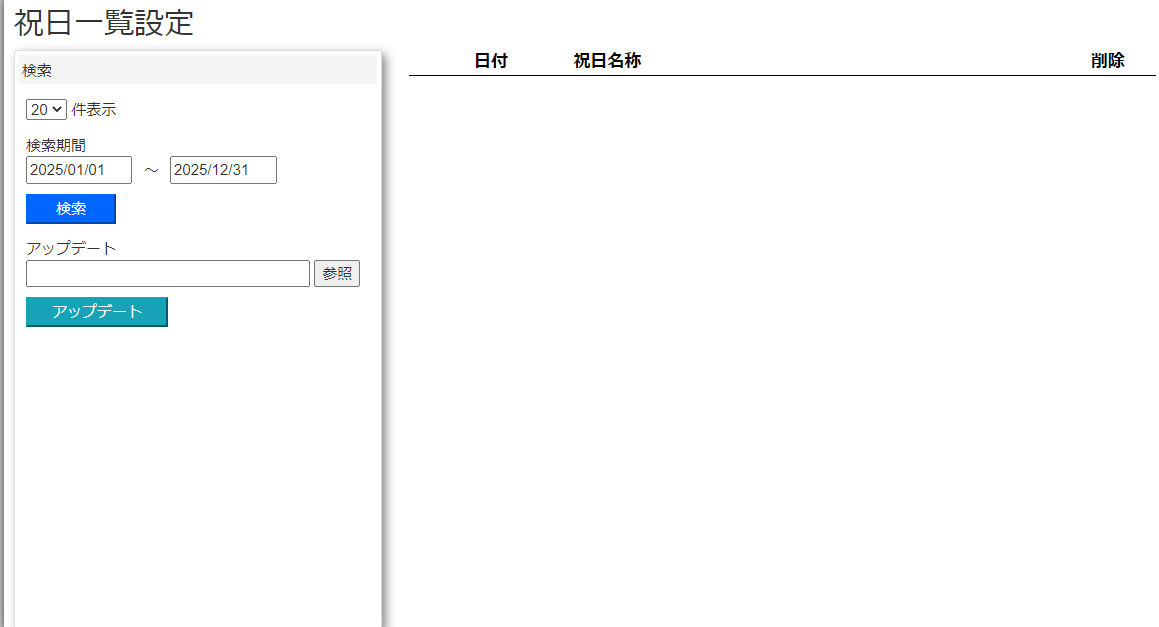 祝日一覧設定
検索
20 件表示
検索期間
2025/01/01 ～ 2025/12/31
検索
アップデート
参照
アップデート
日付 祝日名称 削除